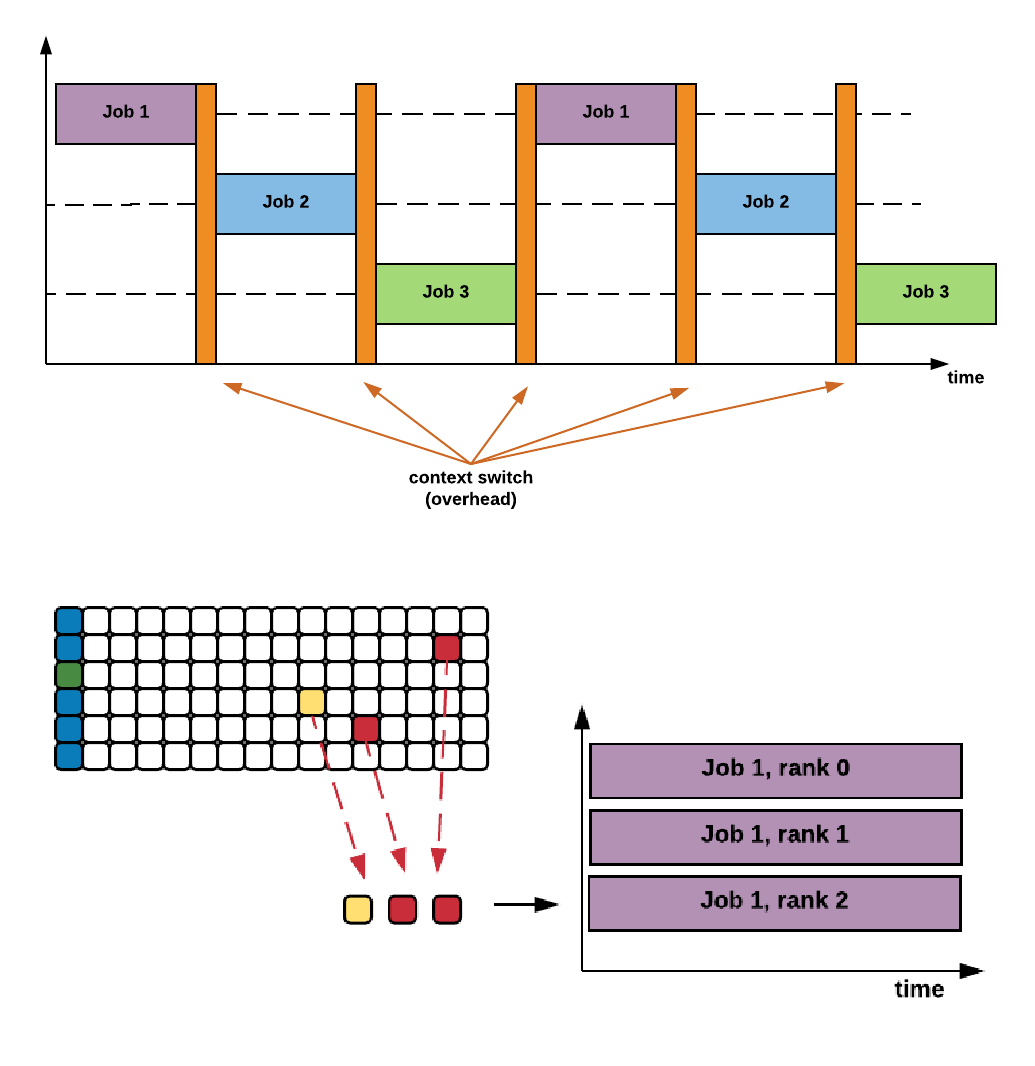 Job 1
Job 1
Job 2
Job 2
Job 3
Job 3
time
context switch
(overhead)
Job 1, rank 0
Job 1, rank 1
Job 1, rank 2
time